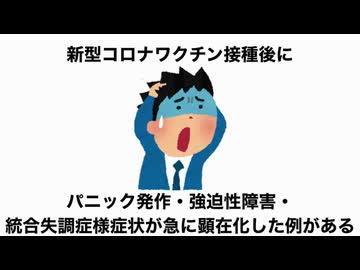 新型コロナワクチン接種後に
パニック発作・強迫性障害・
統合失調症様症状が急に顕在化した例がある